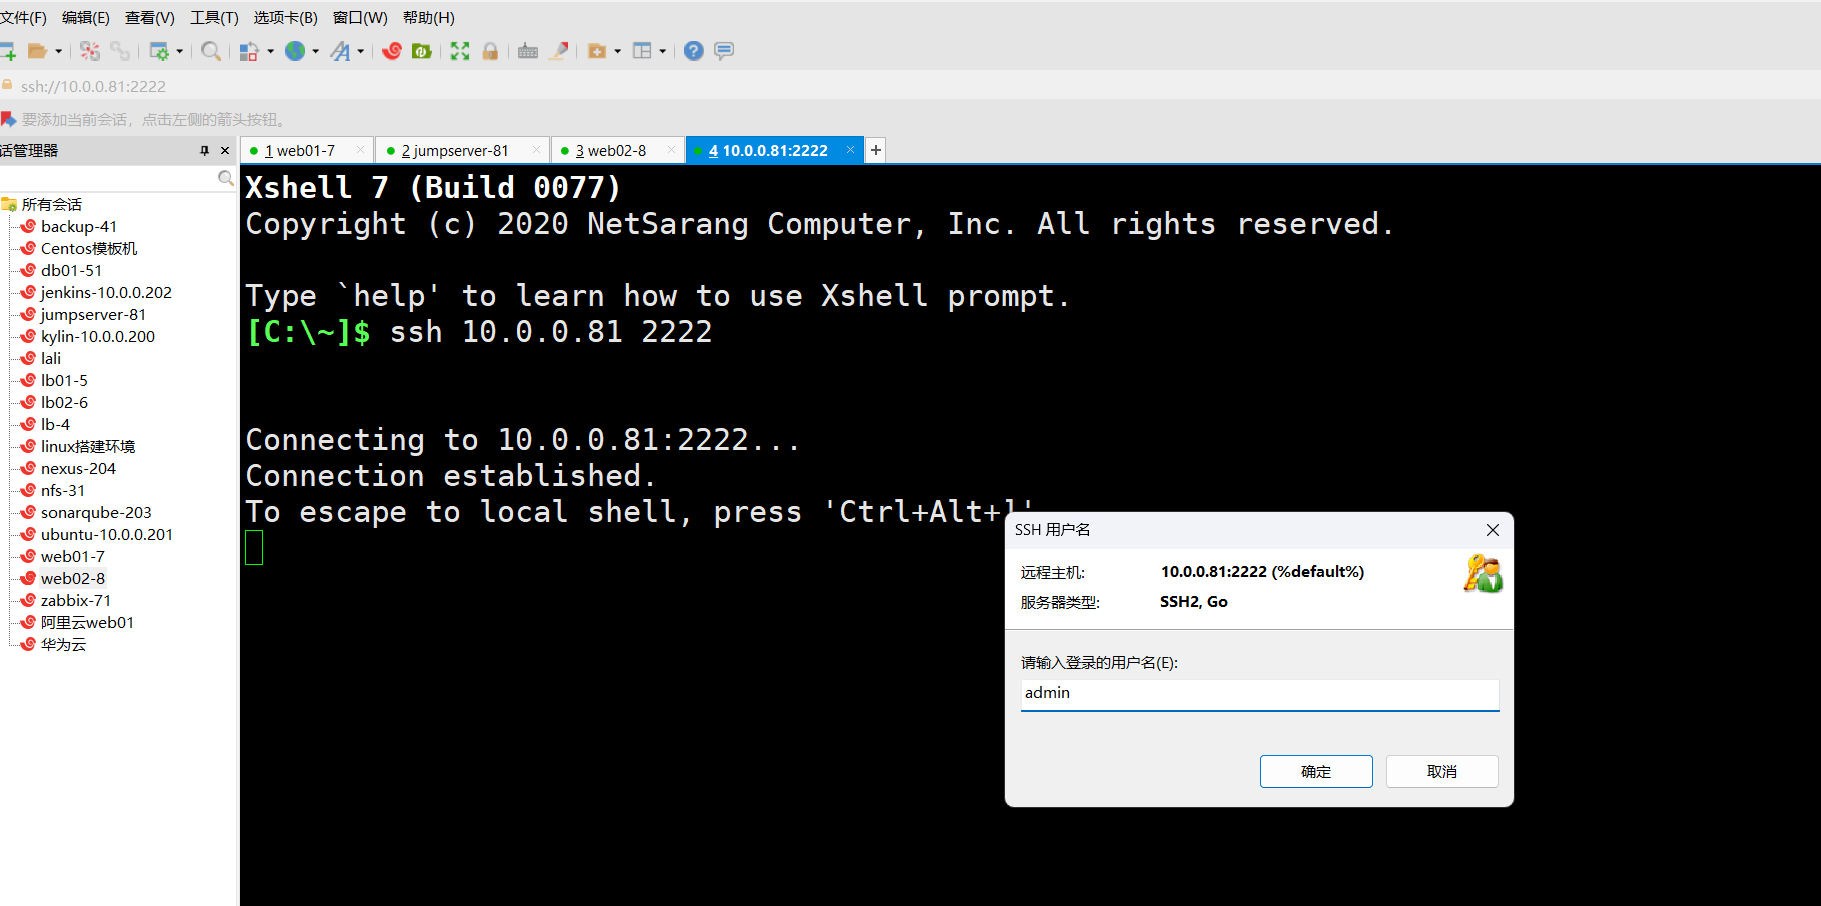 文件(F) 编辑(E) 查看(V) 工具(T) 选项卡(B) 窗口(W) 帮助(H)
ssh://10.0.0.81:2222
要添加当前会话，点击左侧的箭头按钮。
话管理器
1 web01-7
2 jumpserver-81
3 web02-8
4 10.0.0.81:2222
所有会话
backup-41
Centos模板机
db01-51
jenkins-10.0.0.202
jumpserver-81
kylin-10.0.0.200
lali
lb01-5
lb02-6
lb-4
linux搭建环境
nexus-204
nfs-31
sonarqube-203
ubuntu-10.0.0.201
web01-7
web02-8
zabbix-71
阿里云web01
华为云
Xshell 7 (Build 0077)
Copyright (c) 2020 NetSarang Computer, Inc. All rights reserved.
Type `help' to learn how to use Xshell prompt.
[C:\~]$ ssh 10.0.0.81 2222
Connecting to 10.0.0.81:2222...
Connection established.
To escape to local shell, press 'Ctrl+Alt+]'.
SSH 用户名
远程主机: 10.0.0.81:2222 (%default%)
服务器类型: SSH2, Go
请输入登录的用户名(E):
admin
确定 取消